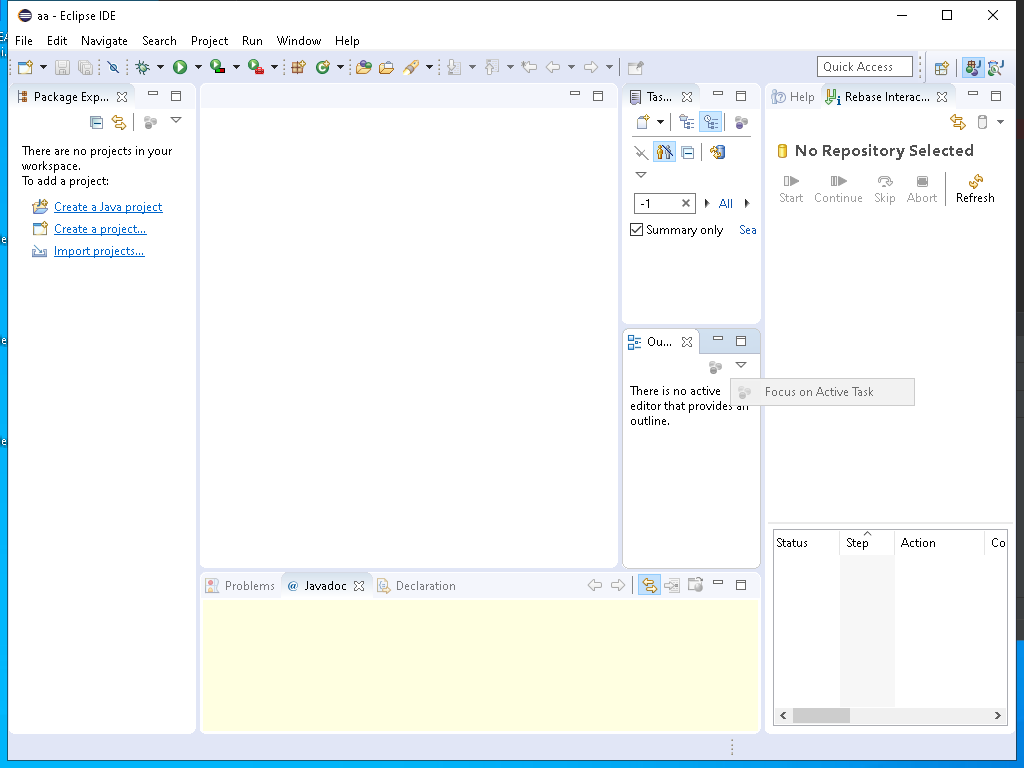 aa - Eclipse IDE
File Edit Navigate Search Project Run Window Help
Quick Access
Package Exp...
There are no projects in your
workspace.
To add a project:
Create a Java project
Create a project...
Import projects...
Tas...
-1
All
Summary only
Sea
Ou...
There is no active
editor that provides an
outline.
Focus on Active Task
Help
Rebase Interac...
No Repository Selected
Start Continue Skip Abort Refresh
Status Step Action Co
Problems @ Javadoc Declaration